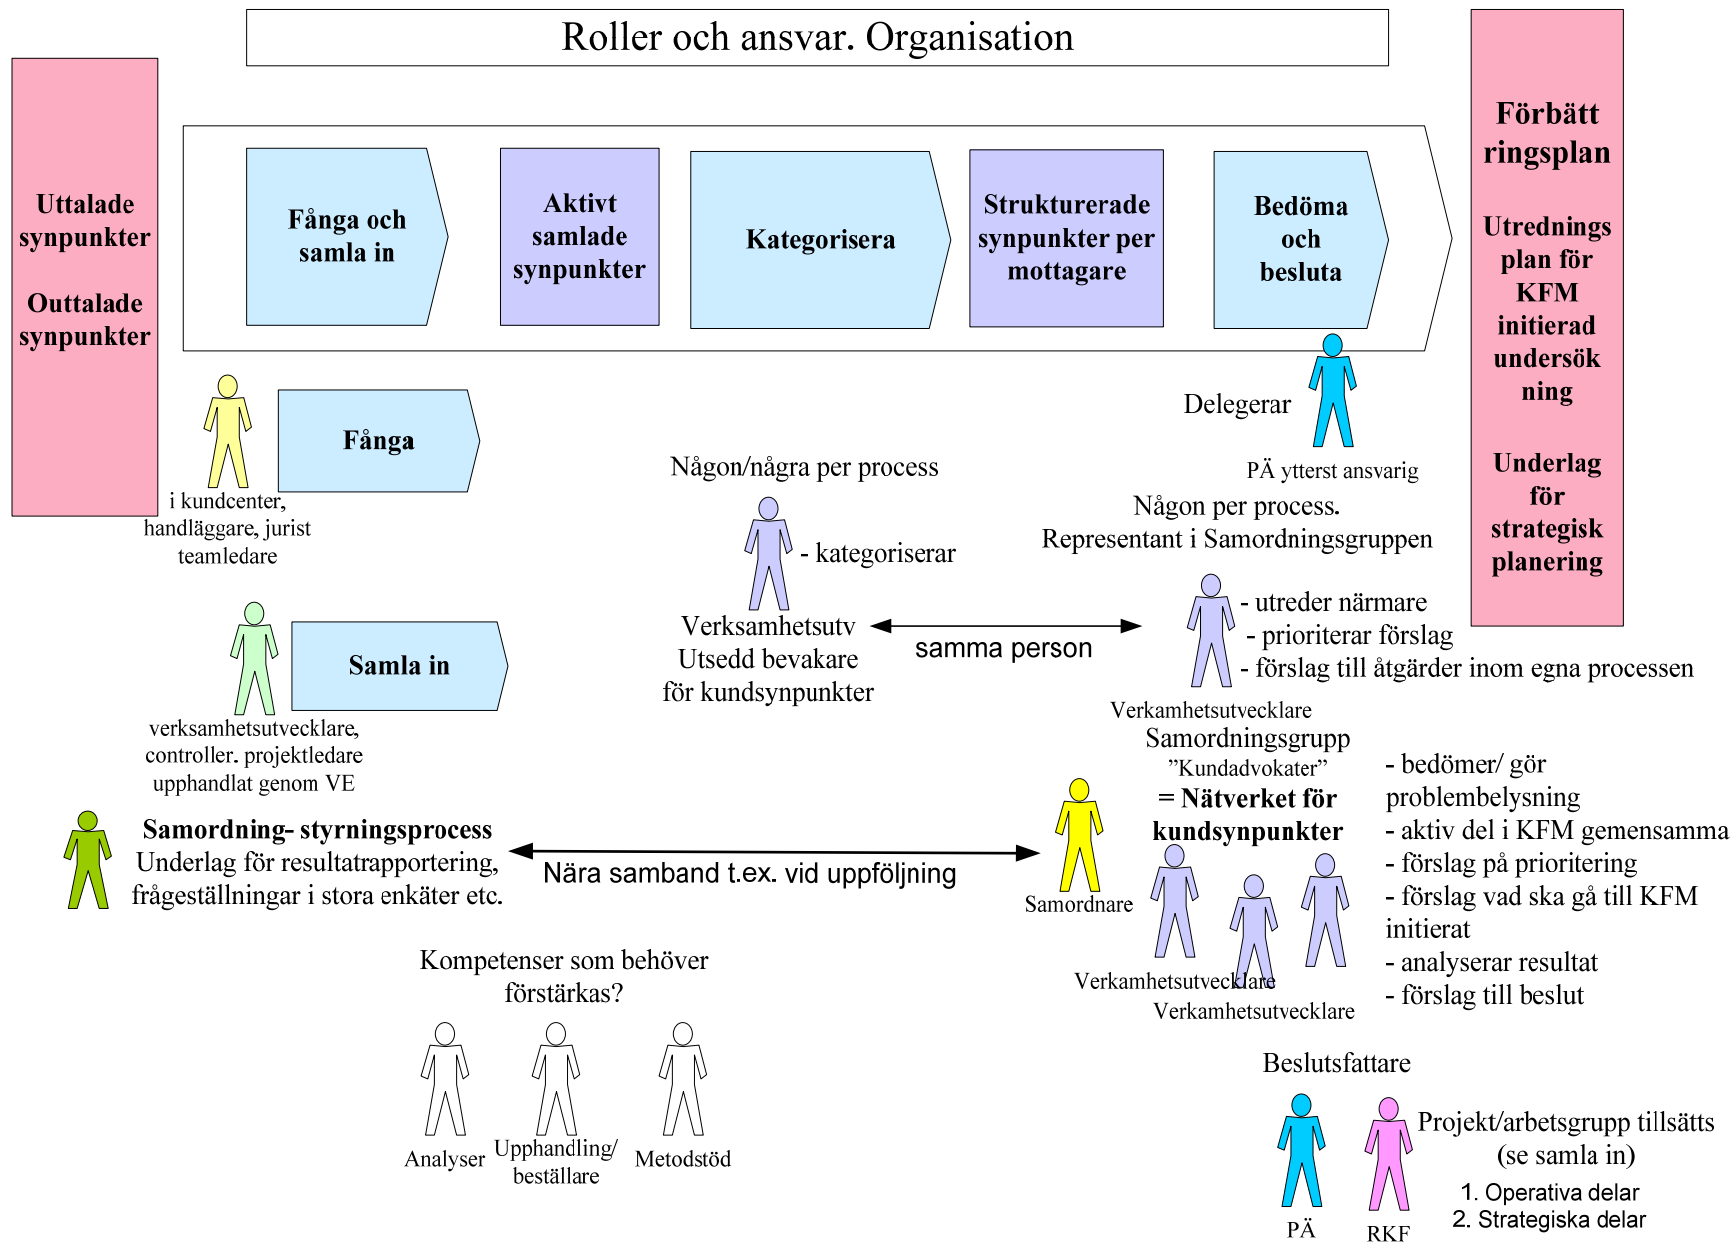 Roller och ansvar. Organisation
Uttalade
synpunkter
Outtalade
synpunkter
Fånga och
samla in
Aktivt
samlade
synpunkter
Kategorisera
Strukturerade
synpunkter per
mottagare
Bedöma
och
besluta
Förbätt
ringsplan
Utrednings
plan för
KFM
initierad
undersök
ning
Underlag
för
strategisk
planering
Fånga
i kundcenter,
handläggare, jurist
teamledare
Samla in
verksamhetsutvecklare,
controller. projektledare
upphandlat genom VE
Någon/några per process
- kategoriserar
Verksamhetsutv
Utsedd bevakare
för kundsynpunkter
samma person
Delegerar
PÄ ytterst ansvarig
Någon per process.
Representant i Samordningsgruppen
- utreder närmare
- prioriterar förslag
- förslag till åtgärder inom egna processen
Verkamhetsutvecklare
Samordningsgrupp
”Kundadvokater”
= Nätverket för
kundsynpunkter
Samordnare
Verkamhetsutvecklare
Verkamhetsutvecklare
- bedömer/ gör
problembelysning
- aktiv del i KFM gemensamma
- förslag på prioritering
- förslag vad ska gå till KFM
initierat
- analyserar resultat
- förslag till beslut
Samordning- styrningsprocess
Underlag för resultatrapportering,
frågeställningar i stora enkäter etc.
Nära samband t.ex. vid uppföljning
Kompetenser som behöver
förstärkas?
Analyser
Upphandling/
beställare
Metodstöd
Beslutsfattare
PÄ
RKF
Projekt/arbetsgrupp tillsätts
(se samla in)
1. Operativa delar
2. Strategiska delar